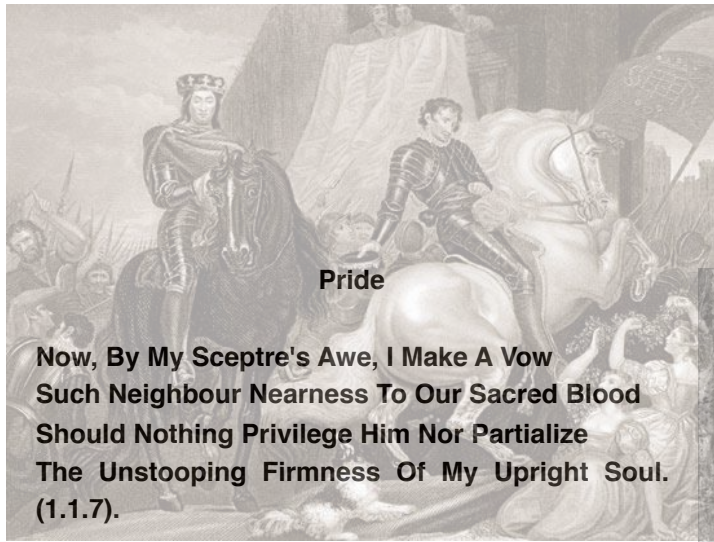 Pride
Now, By My Sceptre's Awe, I Make A Vow
Such Neighbour Nearness To Our Sacred Blood
Should Nothing Privilege Him Nor Partialize
The Unstooping Firmness Of My Upright Soul.
(1.1.7).